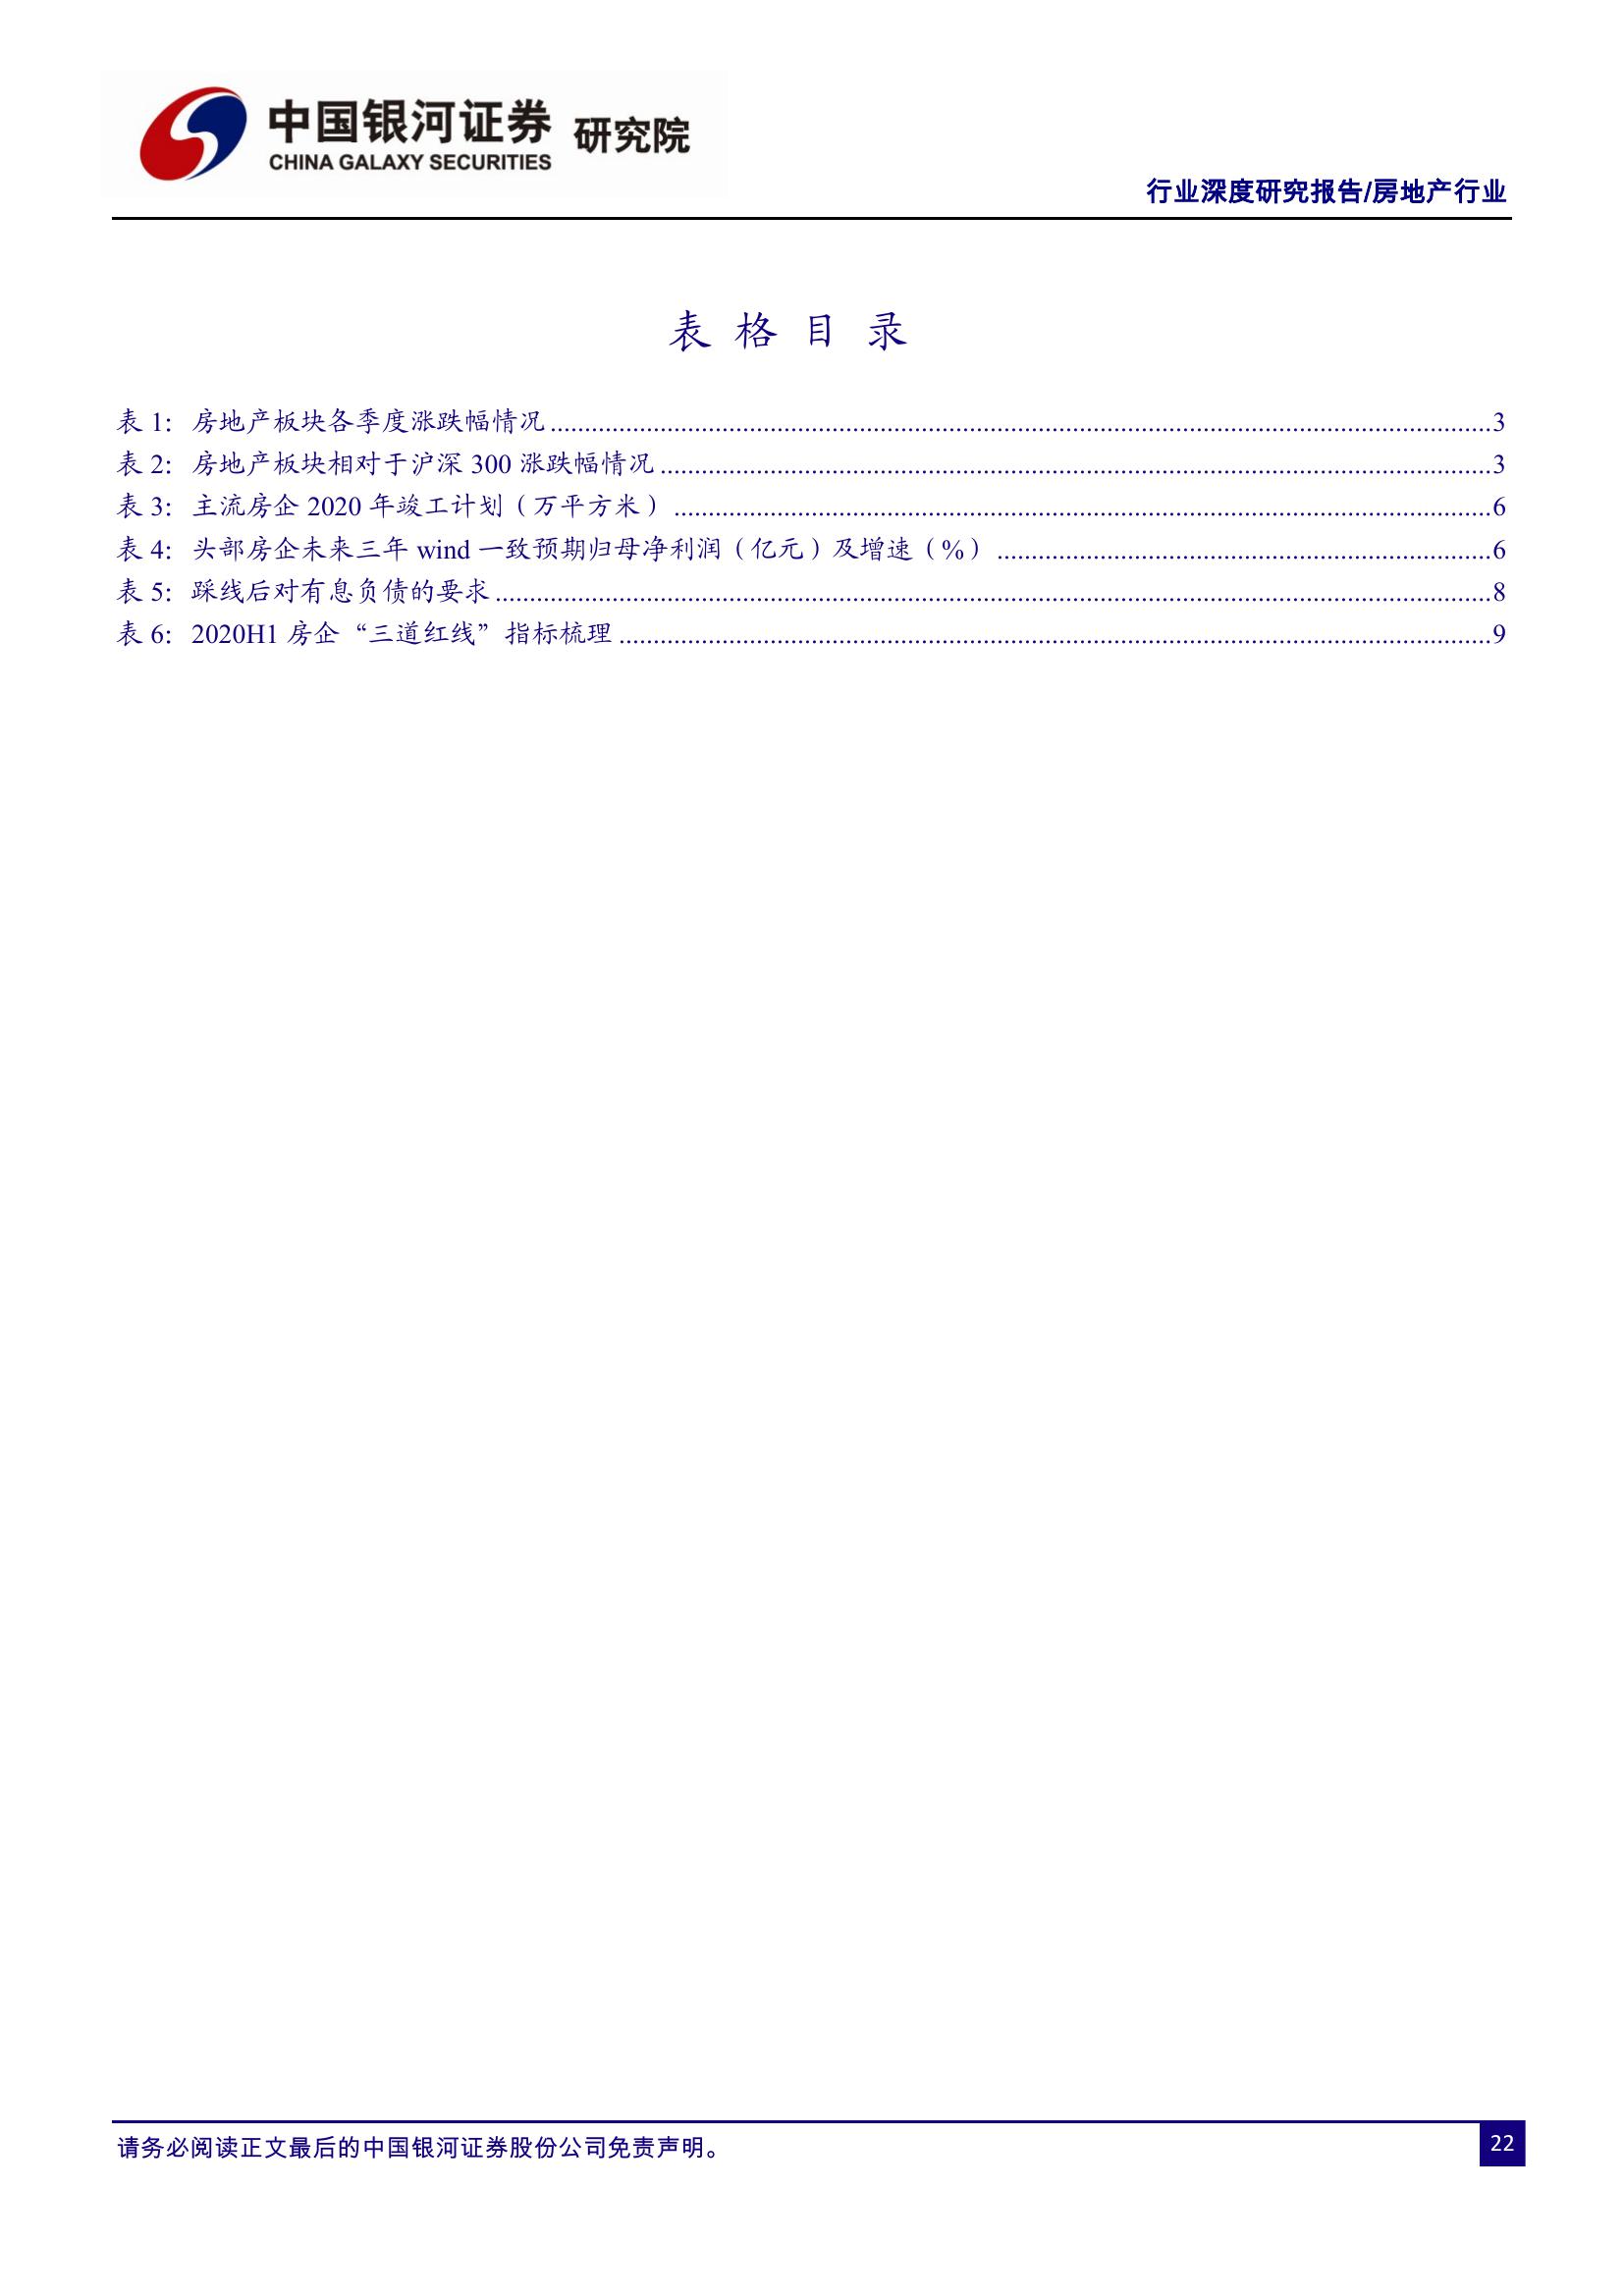 中国银河证券 研究院
CHINA GALAXY SECURITIES
行业深度研究报告/房地产行业
表 格 目 录
表 1: 房地产板块各季度涨跌幅情况............................................................3
表 2: 房地产板块相对于沪深 300 涨跌幅情况............................................................3
表 3: 主流房企 2020 年竣工计划（万平方米）............................................................6
表 4: 头部房企未来三年 wind 一致预期归母净利润（亿元）及增速（%）............................................................6
表 5: 踩线后对有息负债的要求............................................................8
表 6: 2020H1 房企“三道红线”指标梳理............................................................9
请务必阅读正文最后的中国银河证券股份公司免责声明。
22